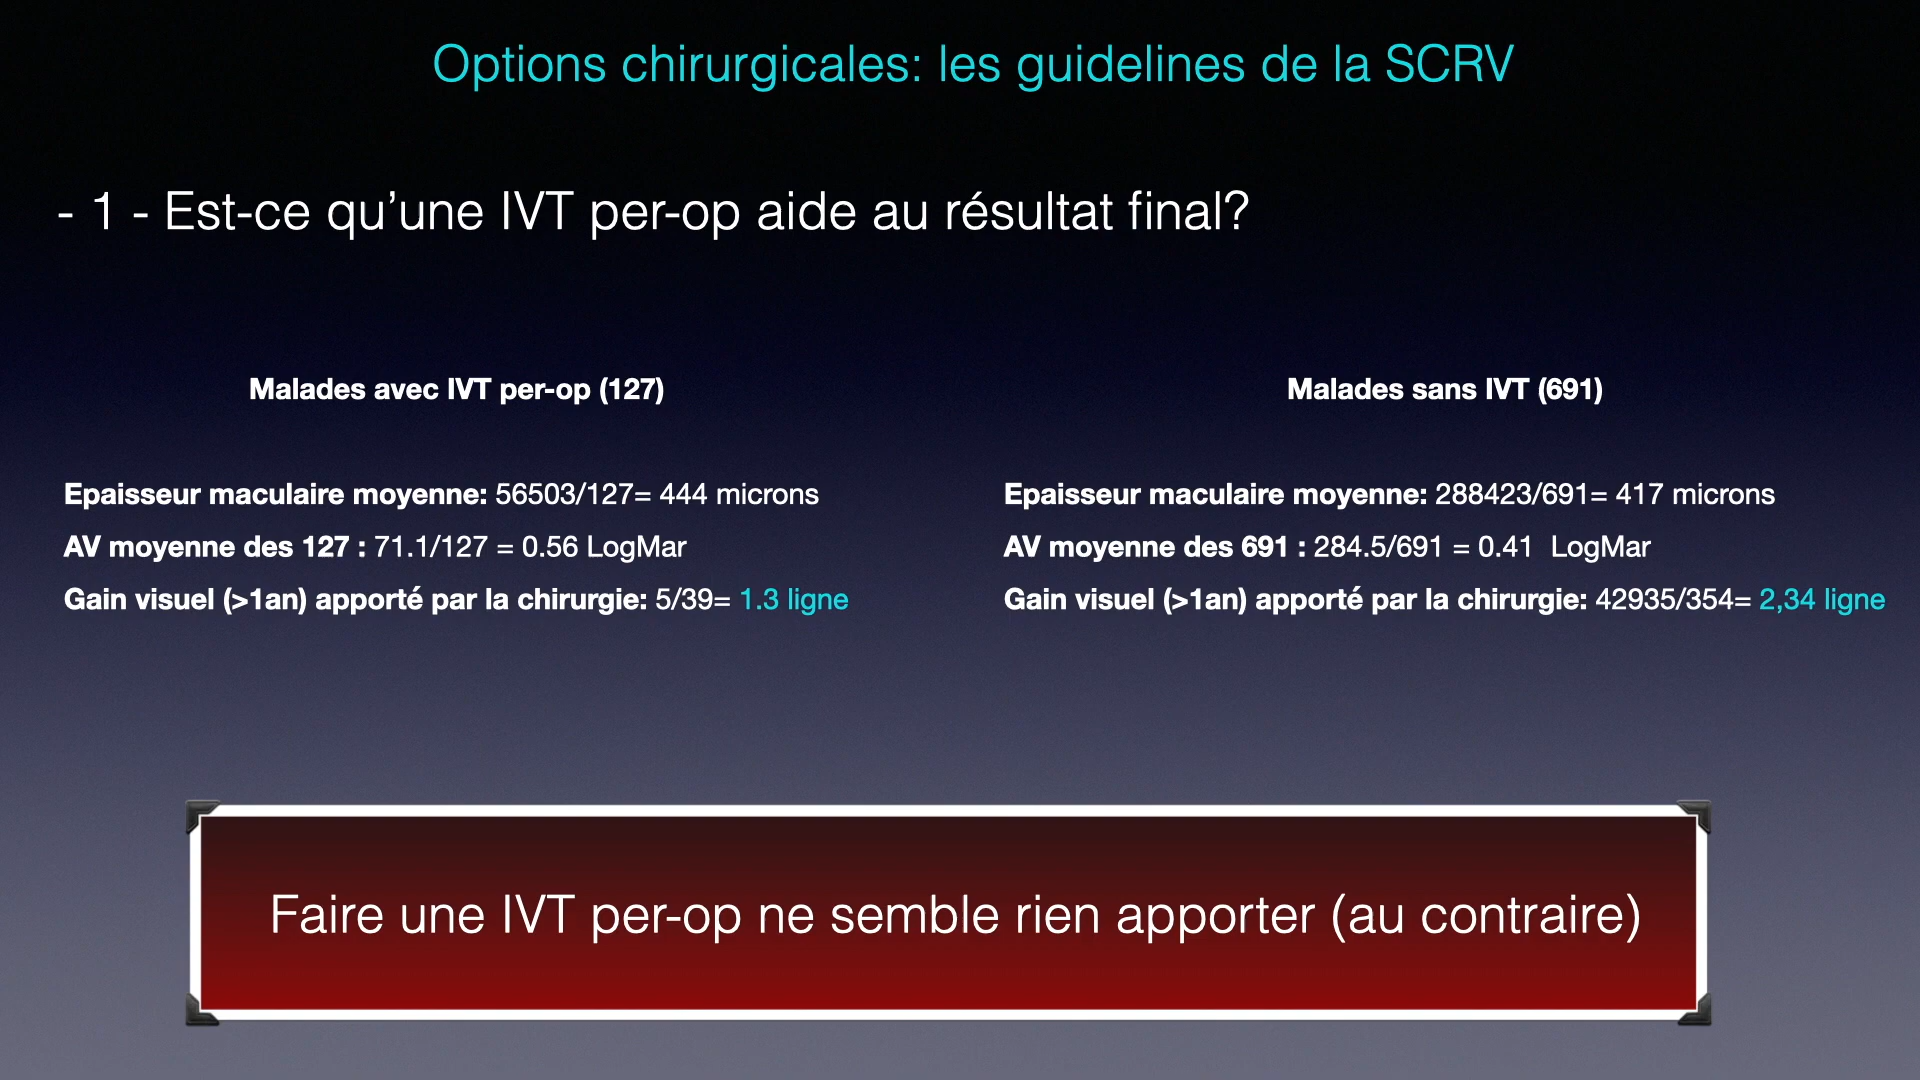 Options chirurgicales: les guidelines de la SCRV
- 1 - Est-ce qu’une IVT per-op aide au résultat final?
Malades avec IVT per-op (127)
Epaisseur maculaire moyenne: 56503/127= 444 microns
AV moyenne des 127 : 71.1/127 = 0.56 LogMar
Gain visuel (>1an) apporté par la chirurgie: 5/39= 1.3 ligne
Malades sans IVT (691)
Epaisseur maculaire moyenne: 288423/691= 417 microns
AV moyenne des 691 : 284.5/691 = 0.41 LogMar
Gain visuel (>1an) apporté par la chirurgie: 42935/354= 2,34 ligne
Faire une IVT per-op ne semble rien apporter (au contraire)